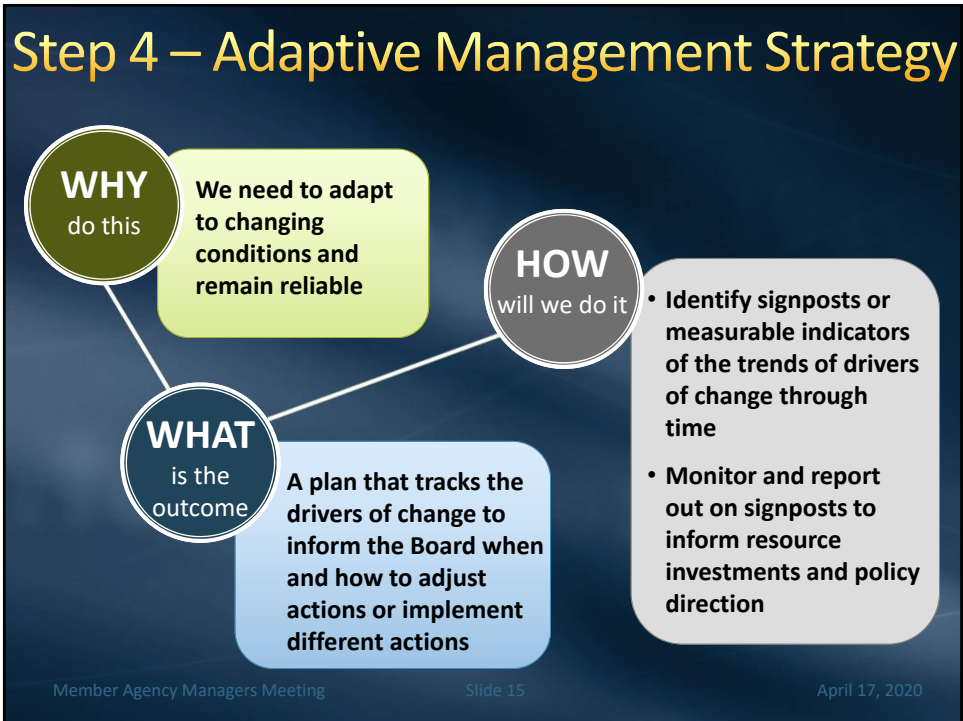 Step 4 – Adaptive Management Strategy
WHY
do this
We need to adapt
to changing
conditions and
remain reliable
WHAT
is the
outcome
A plan that tracks the
drivers of change to
inform the Board when
and how to adjust
actions or implement
different actions
HOW
will we do it
• Identify signposts or
measurable indicators
of the trends of drivers
of change through
time
• Monitor and report
out on signposts to
inform resource
investments and policy
direction
Member Agency Managers Meeting
Slide 15
April 17, 2020